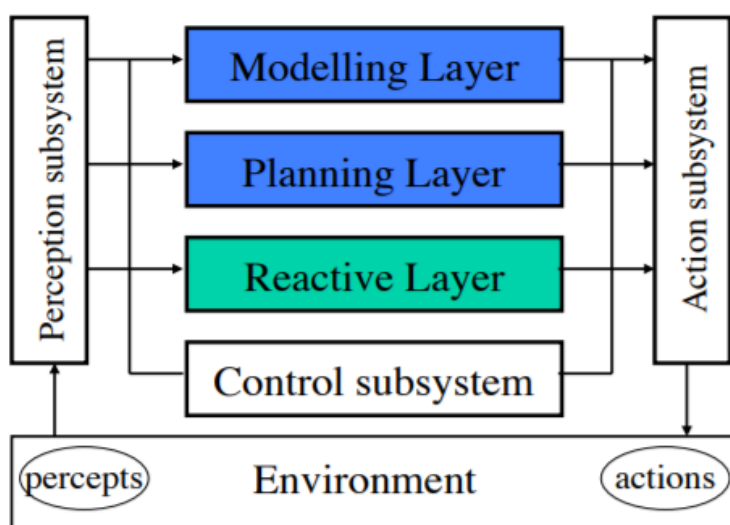 Perception subsystem
Modelling Layer
Planning Layer
Reactive Layer
Control subsystem
Action subsystem
percepts
Environment
actions